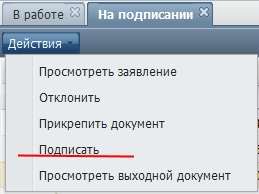 В работе На подписании
Действия
Просмотреть заявление
Отклонить
Прикрепить документ
Подписать
Просмотреть выходной документ